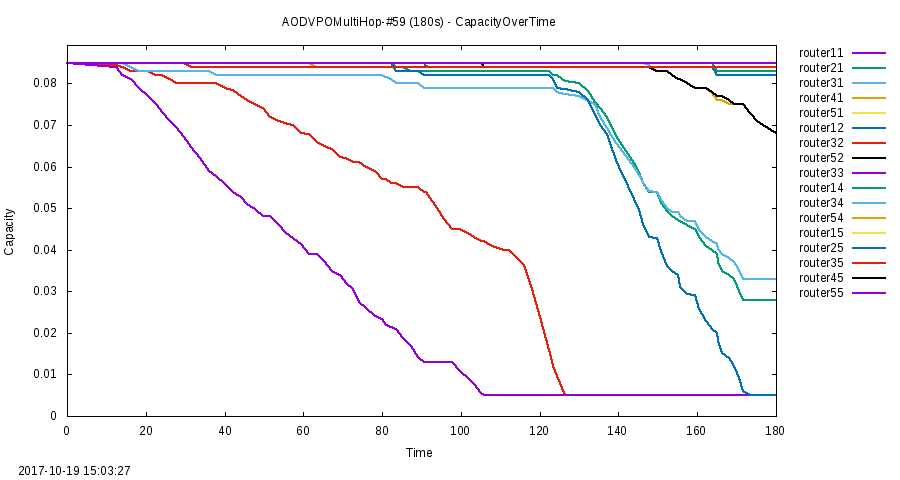 AODVPOMultiHop-#59 (180s) - CapacityOverTime
router11
router21
router31
router41
router51
router12
router32
router52
router33
router14
router34
router54
router15
router25
router35
router45
router55
0.08
0.07
0.06
0.05
0.04
0.03
0.02
0.01
0
Capacity
0 20 40 60 80 100 120 140 160 180
Time
2017-10-19 15:03:27